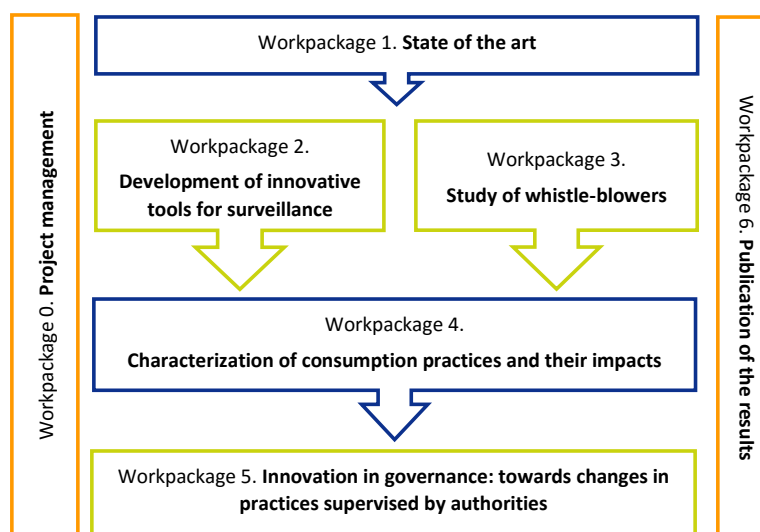 Workpackage 0. Project management
Workpackage 1. State of the art
Workpackage 2.
Development of innovative
tools for surveillance
Workpackage 3.
Study of whistle-blowers
Workpackage 4.
Characterization of consumption practices and their impacts
Workpackage 5. Innovation in governance: towards changes in
practices supervised by authorities
Workpackage 6. Publication of the results